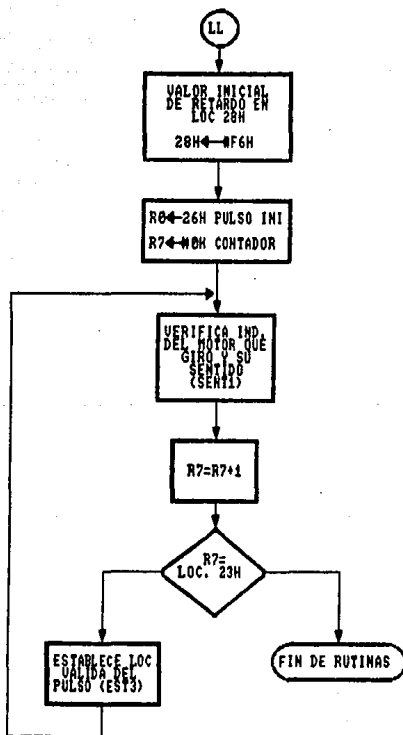 LL
VALOR INICIAL
DE RETARDO EN
LOC 28H
28H←#F6H
R0←26H PULSO INI
R7←#0H CONTADOR
VERIFICA IND.
DEL MOTOR QUE
GIRO Y SU
SENTIDO
(SENT1)
R7=R7+1
R7=
LOC. 23H
ESTABLECE LOC
VALIDA DEL
PULSO (EST3)
FIN DE RUTINAS